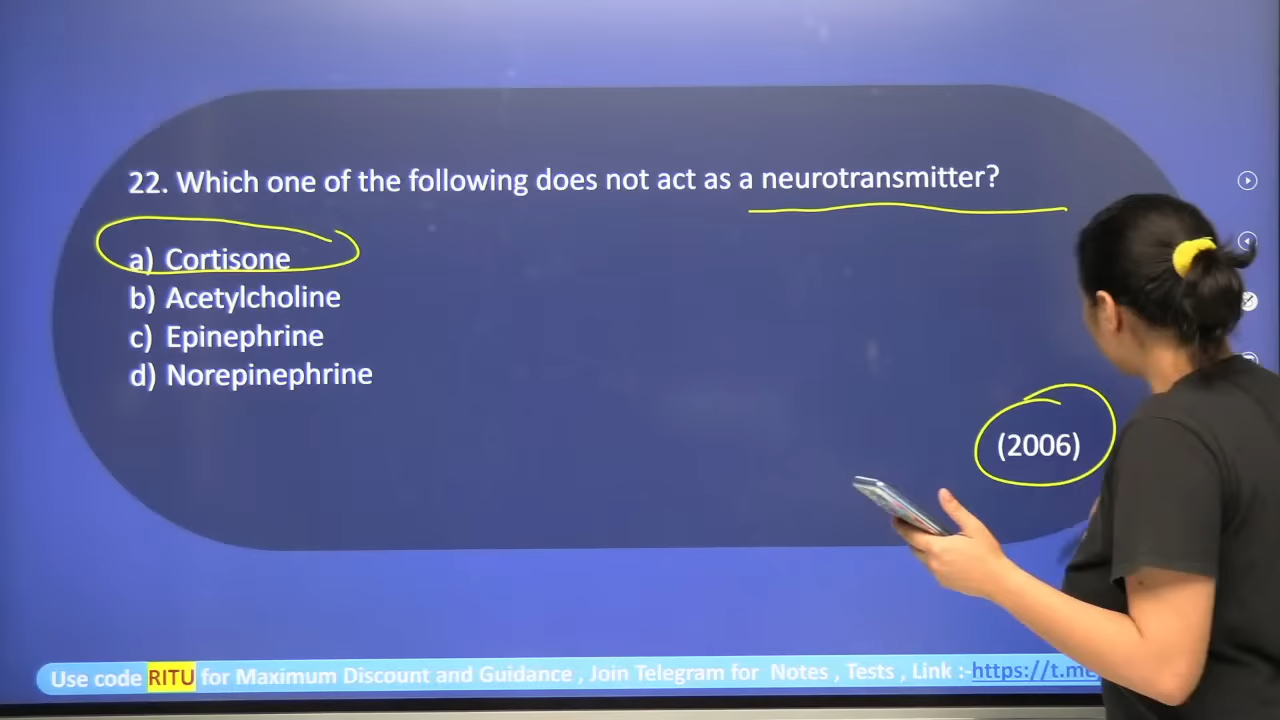 22. Which one of the following does not act as a neurotransmitter?
a) Cortisone
b) Acetylcholine
c) Epinephrine
d) Norepinephrine
(2006)
Use code RITU for Maximum Discount and Guidance , Join Telegram for Notes , Tests , Link :-https://t.me